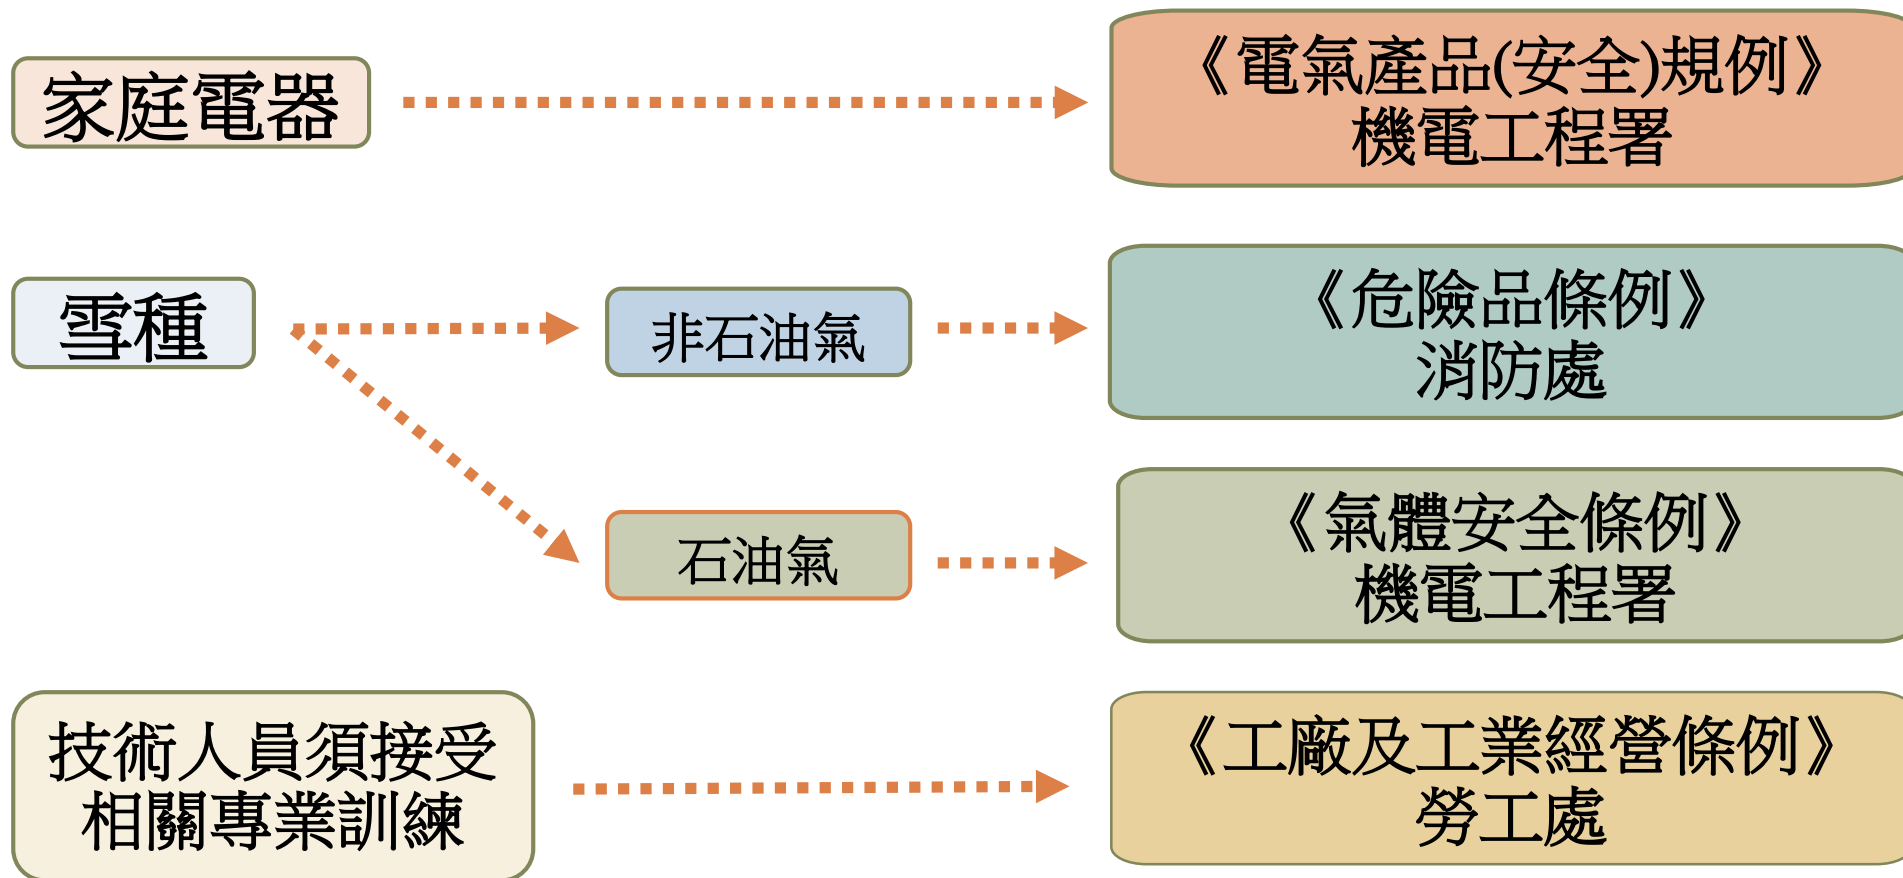 家庭電器
《電氣產品(安全)規例》
機電工程署
雪種
非石油氣
《危險品條例》
消防處
石油氣
《氣體安全條例》
機電工程署
技術人員須接受
相關專業訓練
《工廠及工業經營條例》
勞工處